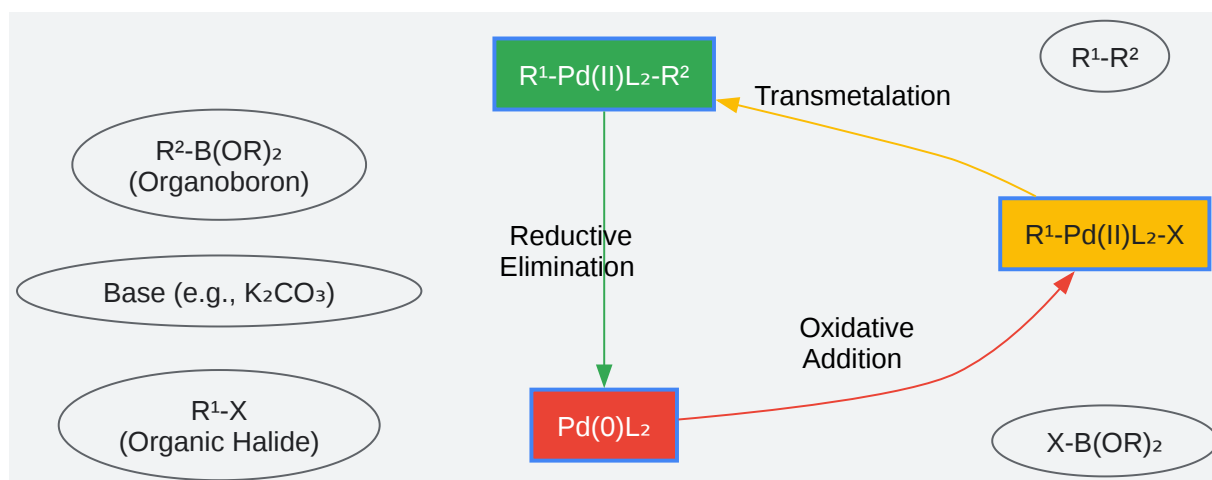 R¹-Pd(II)L₂-R²
R¹-R²
Transmetalation
R²-B(OR)₂
(Organoboron)
R¹-Pd(II)L₂-X
Reductive
Elimination
Base (e.g., K₂CO₃)
Oxidative
Addition
R¹-X
(Organic Halide)
Pd(0)L₂
X-B(OR)₂